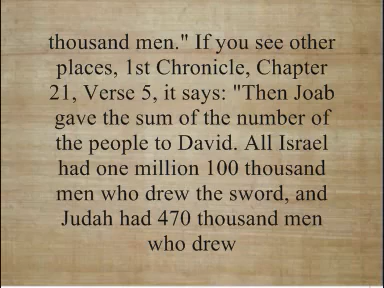 thousand men." If you see other
places, 1st Chronicle, Chapter
21, Verse 5, it says: "Then Joab
gave the sum of the number of
the people to David. All Israel
had one million 100 thousand
men who drew the sword, and
Judah had 470 thousand men
who drew